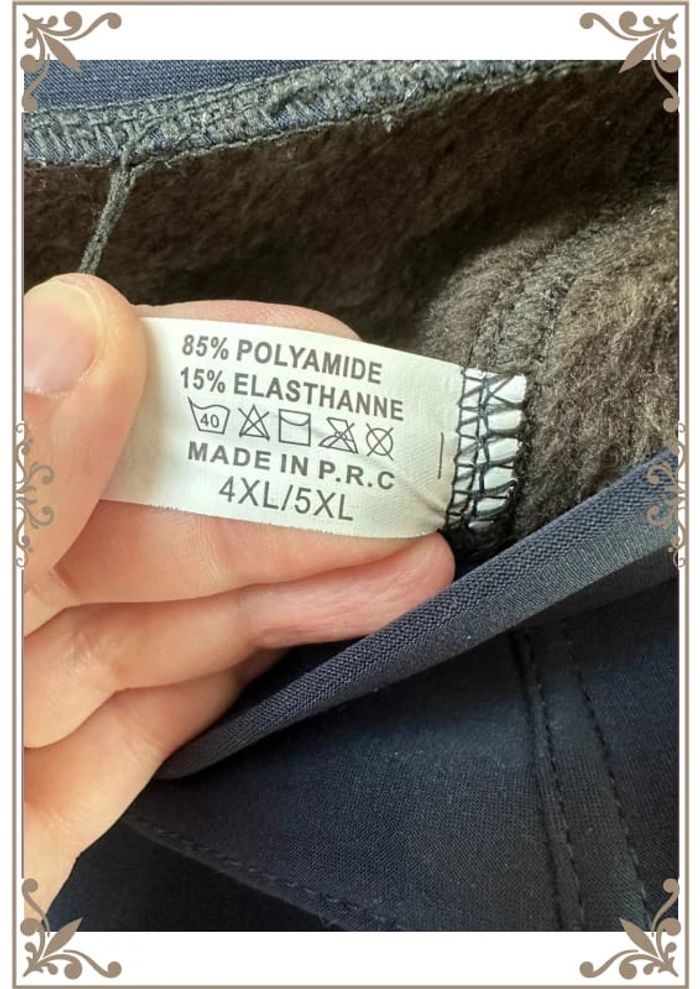 85% POLYAMIDE
15% ELASTHANNE
40
MADE IN P.R.C
4XL/5XL